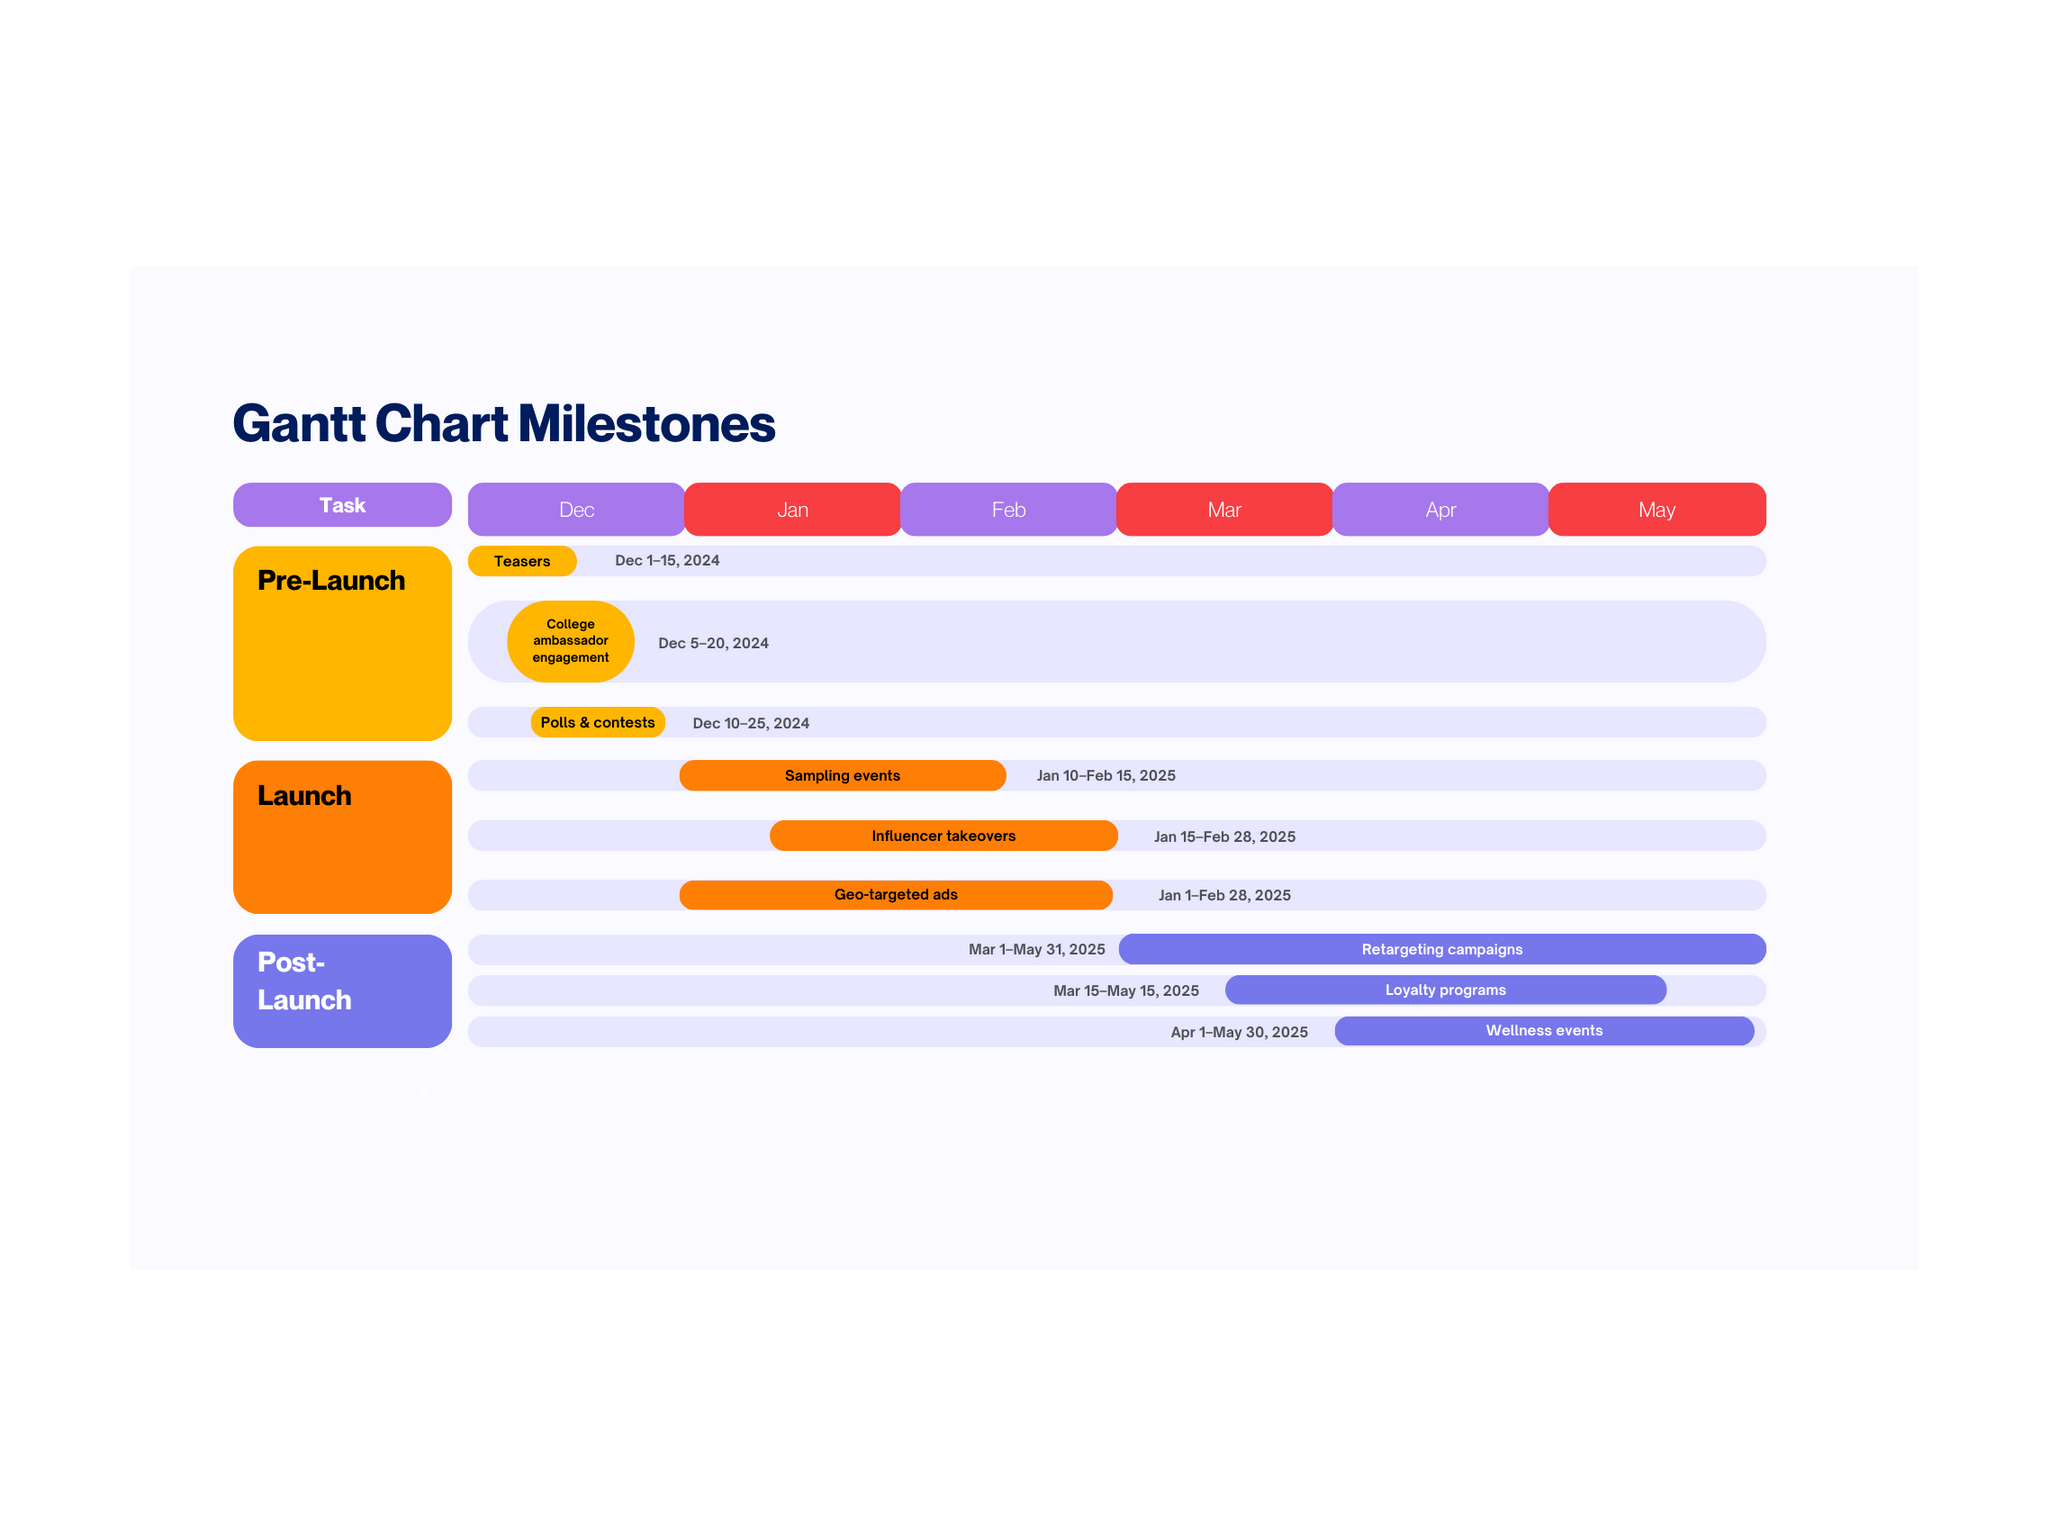 Gantt Chart Milestones
Task
Dec
Jan
Feb
Mar
Apr
May
Pre-Launch
Teasers
Dec 1–15, 2024
College
ambassador
engagement
Dec 5–20, 2024
Polls & contests
Dec 10–25, 2024
Launch
Sampling events
Jan 10–Feb 15, 2025
Influencer takeovers
Jan 15–Feb 28, 2025
Geo-targeted ads
Jan 1–Feb 28, 2025
Post-
Launch
Mar 1–May 31, 2025
Retargeting campaigns
Mar 15–May 15, 2025
Loyalty programs
Apr 1–May 30, 2025
Wellness events